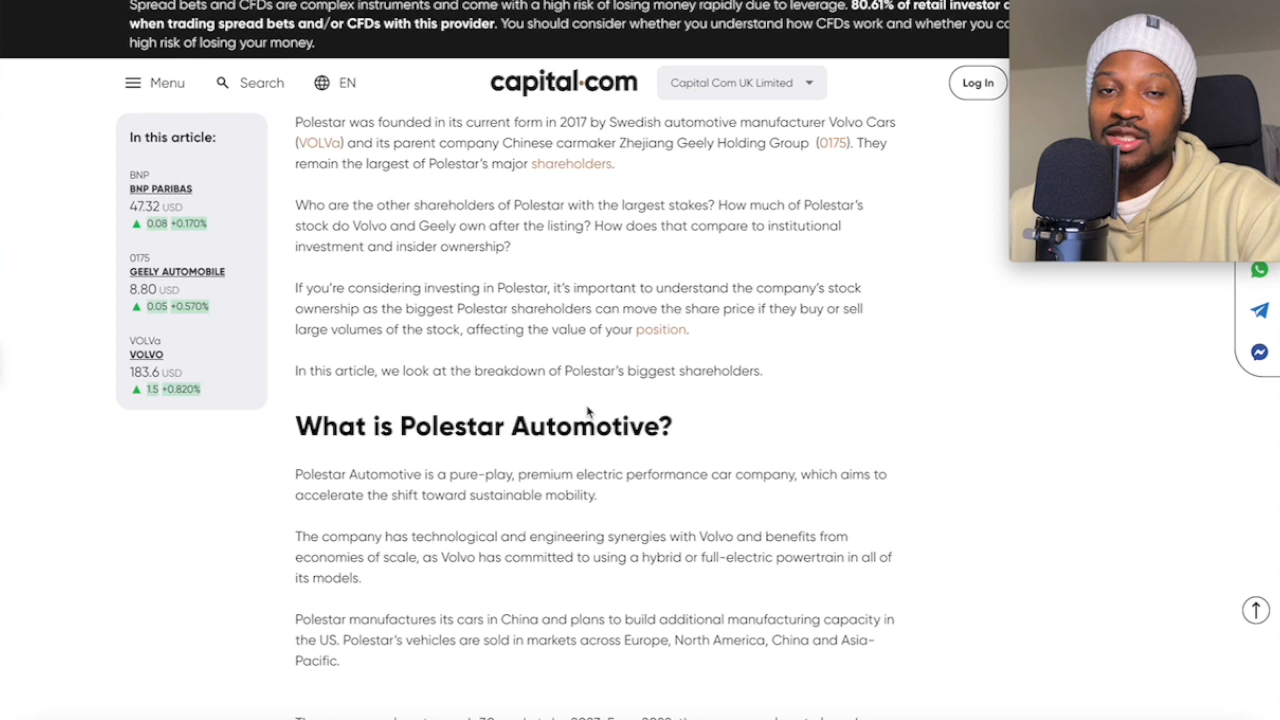 Spread bets and CFDs are complex instruments and come with a high risk of losing money rapidly due to leverage. 80.61% of retail investor
when trading spread bets and/or CFDs with this provider. You should consider whether you understand how CFDs work and whether you
high risk of losing your money.
Menu Search EN capital.com Capital Com UK Limited Log In
In this article:
BNP
BNP PARIBAS
47.32 USD
▲ 0.08 +0.170%
0175
GEELY AUTOMOBILE
8.80 USD
▲ 0.05 +0.570%
VOLVa
VOLVO
183.6 USD
▲ 1.5 +0.820%
Polestar was founded in its current form in 2017 by Swedish automotive manufacturer Volvo Cars
(VOLVa) and its parent company Chinese carmaker Zhejiang Geely Holding Group (0175). They
remain the largest of Polestar's major shareholders.
Who are the other shareholders of Polestar with the largest stakes? How much of Polestar's
stock do Volvo and Geely own after the listing? How does that compare to institutional
investment and insider ownership?
If you're considering investing in Polestar, it's important to understand the company's stock
ownership as the biggest Polestar shareholders can move the share price if they buy or sell
large volumes of the stock, affecting the value of your position.
In this article, we look at the breakdown of Polestar's biggest shareholders.
What is Polestar Automotive?
Polestar Automotive is a pure-play, premium electric performance car company, which aims to
accelerate the shift toward sustainable mobility.
The company has technological and engineering synergies with Volvo and benefits from
economies of scale, as Volvo has committed to using a hybrid or full-electric powertrain in all of
its models.
Polestar manufactures its cars in China and plans to build additional manufacturing capacity in
the US. Polestar's vehicles are sold in markets across Europe, North America, China and Asia-
Pacific.